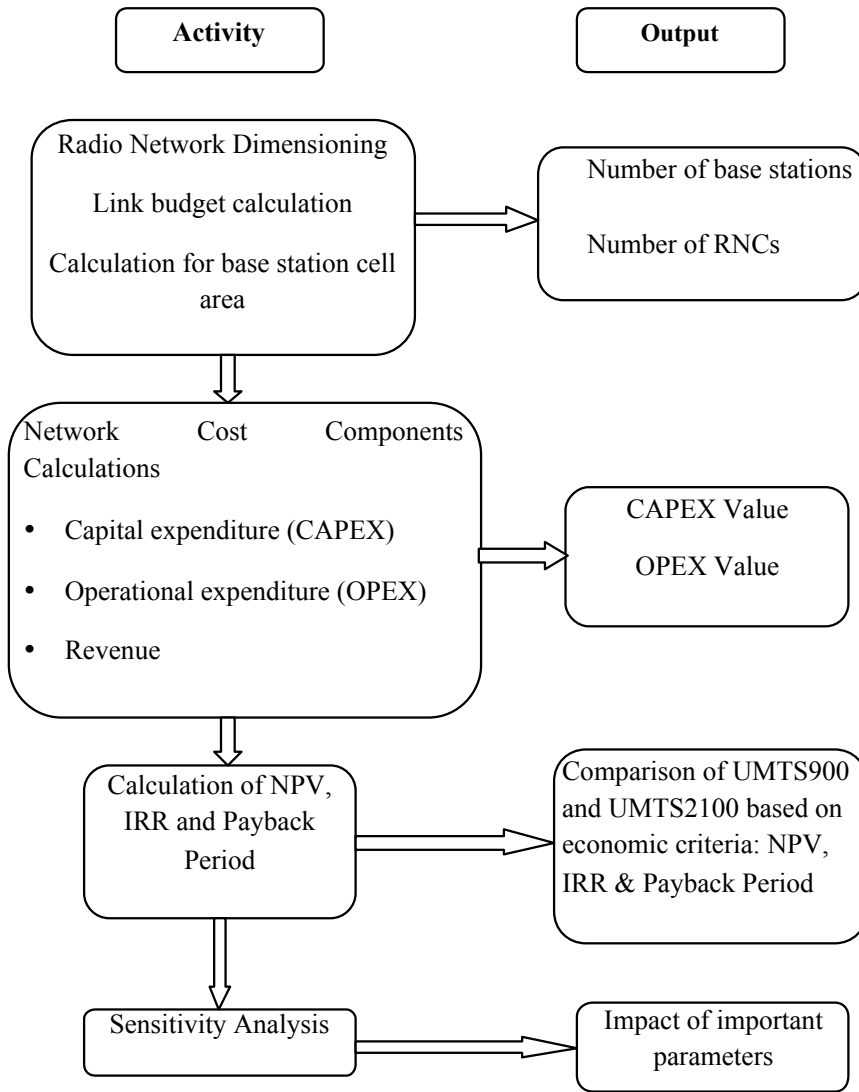 Activity
Output
Radio Network Dimensioning
Link budget calculation
Calculation for base station cell
area
Number of base stations
Number of RNCs
Network Cost Components
Calculations
• Capital expenditure (CAPEX)
• Operational expenditure (OPEX)
• Revenue
CAPEX Value
OPEX Value
Calculation of NPV,
IRR and Payback
Period
Comparison of UMTS900
and UMTS2100 based on
economic criteria: NPV,
IRR & Payback Period
Sensitivity Analysis
Impact of important
parameters